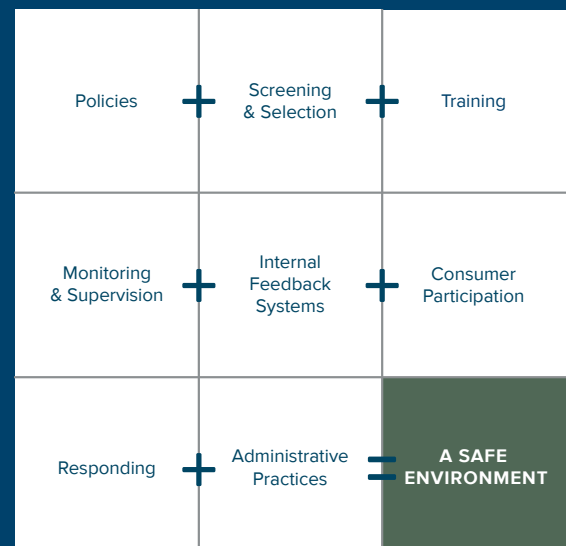 Policies + Screening
& Selection + Training
Monitoring
& Supervision + Internal
Feedback
Systems + Consumer
Participation
Responding + Administrative
Practices = A SAFE
ENVIRONMENT